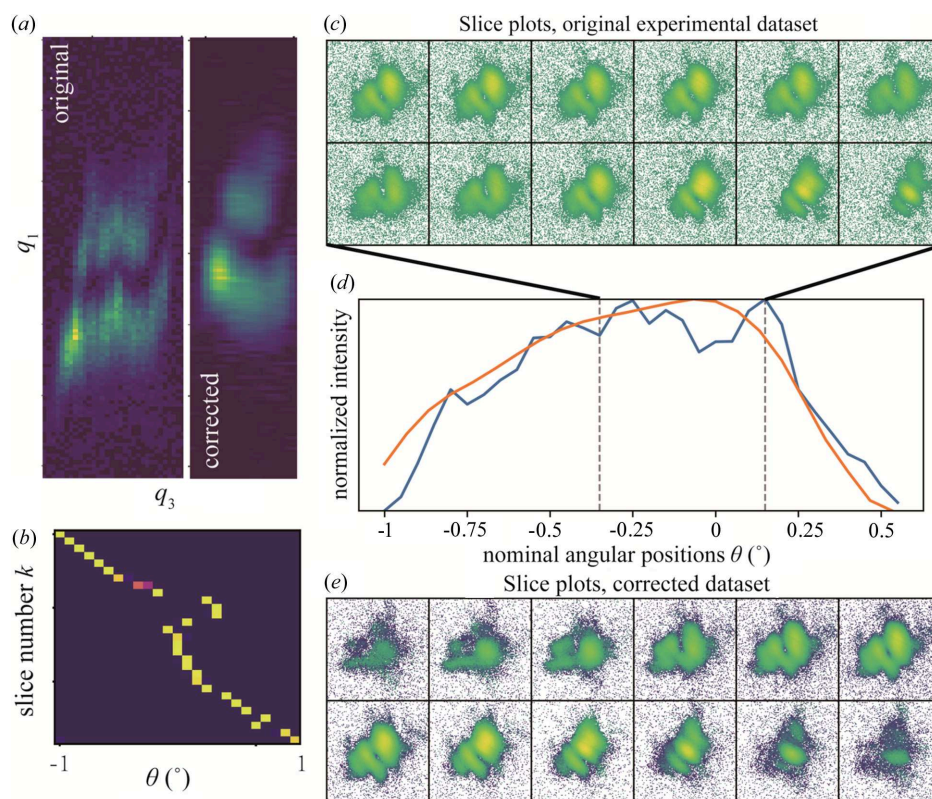 (a)
original
corrected
q1
q3
(b)
slice number k
-1
1
θ (°)
(c)
Slice plots, original experimental dataset
(d)
normalized intensity
-1
-0.75
-0.5
-0.25
0
0.25
0.5
nominal angular positions θ (°)
Slice plots, corrected dataset
(e)